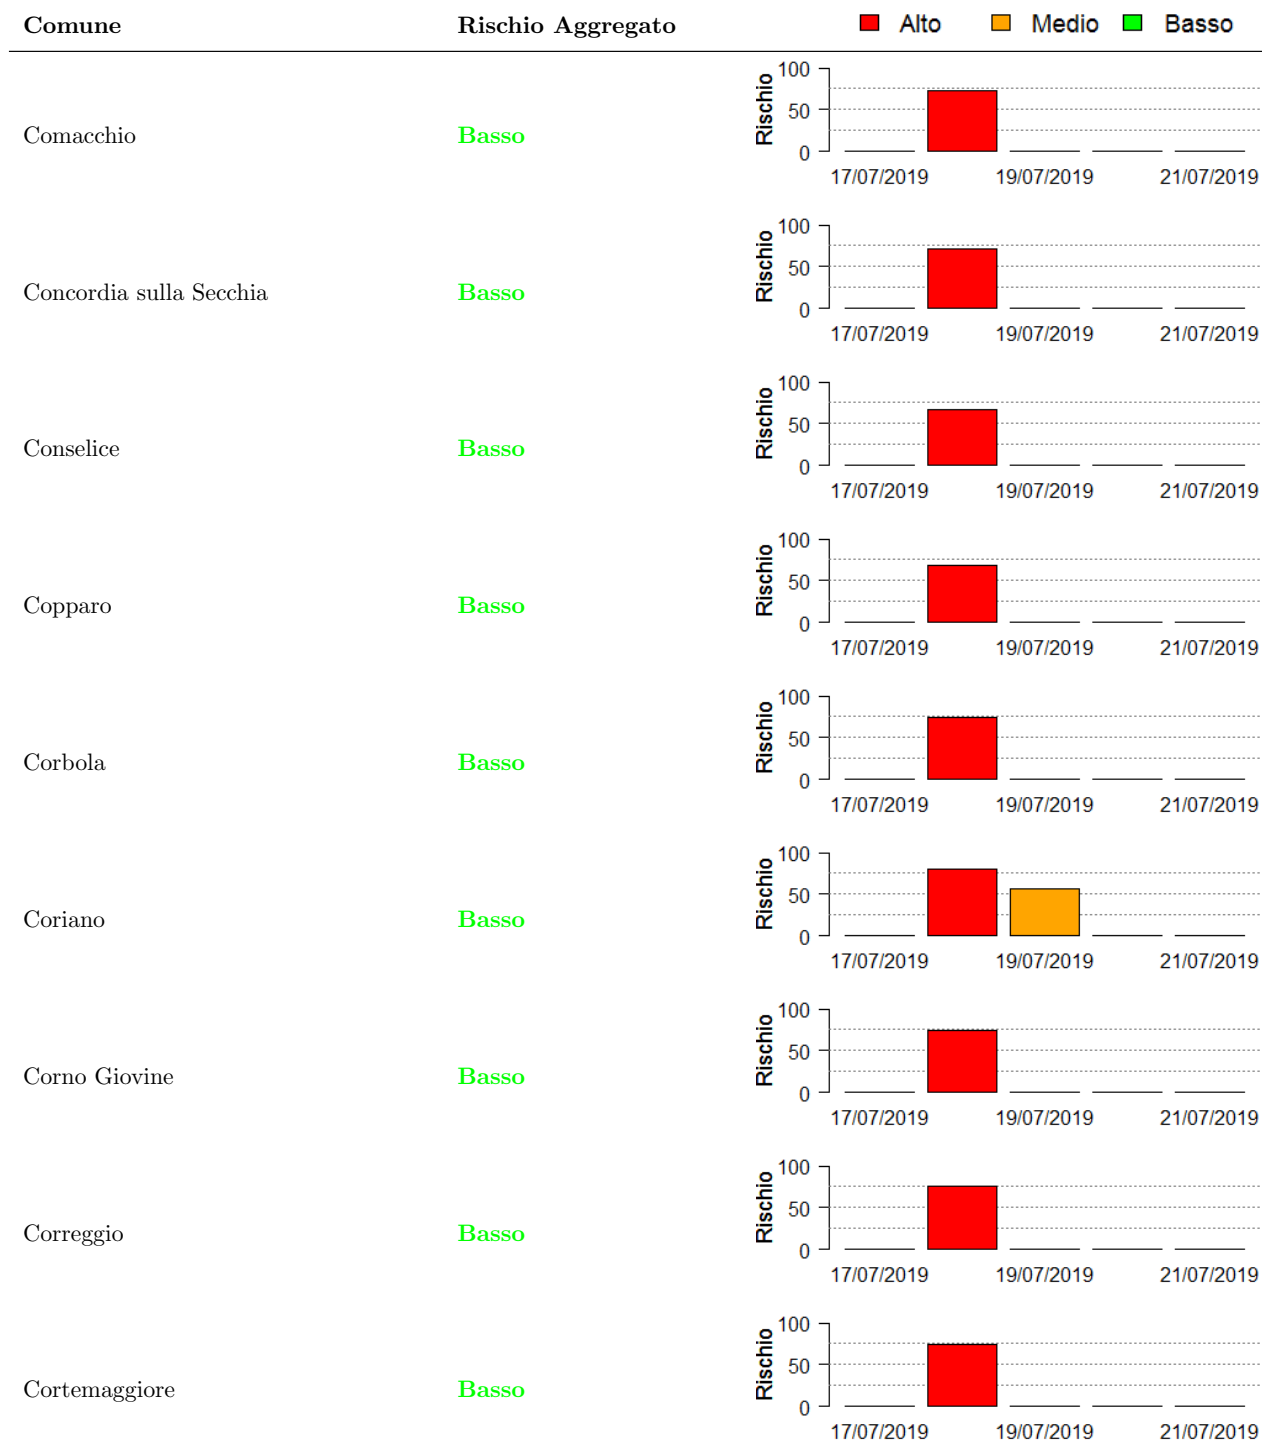 Comune Rischio Aggregato Alto Medio Basso
Comacchio Basso Rischio 100 50 0
17/07/2019 19/07/2019 21/07/2019
Concordia sulla Secchia Basso Rischio 100 50 0
17/07/2019 19/07/2019 21/07/2019
Conselice Basso Rischio 100 50 0
17/07/2019 19/07/2019 21/07/2019
Copparo Basso Rischio 100 50 0
17/07/2019 19/07/2019 21/07/2019
Corbola Basso Rischio 100 50 0
17/07/2019 19/07/2019 21/07/2019
Coriano Basso Rischio 100 50 0
17/07/2019 19/07/2019 21/07/2019
Corno Giovine Basso Rischio 100 50 0
17/07/2019 19/07/2019 21/07/2019
Correggio Basso Rischio 100 50 0
17/07/2019 19/07/2019 21/07/2019
Cortemaggiore Basso Rischio 100 50 0
17/07/2019 19/07/2019 21/07/2019